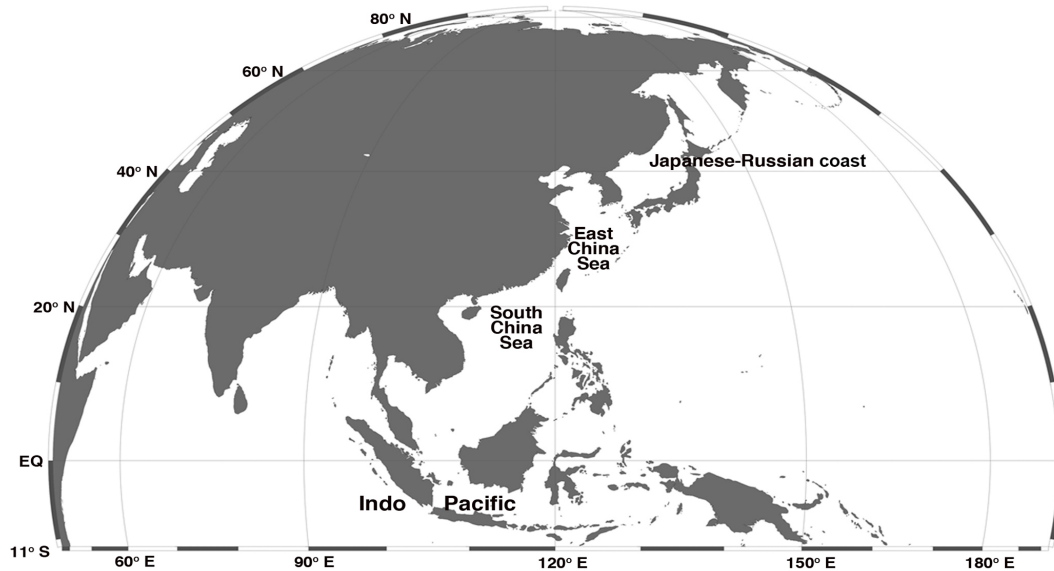 80° N
60° N
Japanese-Russian coast
40° N
East
China
Sea
20° N
South
China
Sea
EQ
Indo Pacific
11° S
60° E
90° E
120° E
150° E
180° E